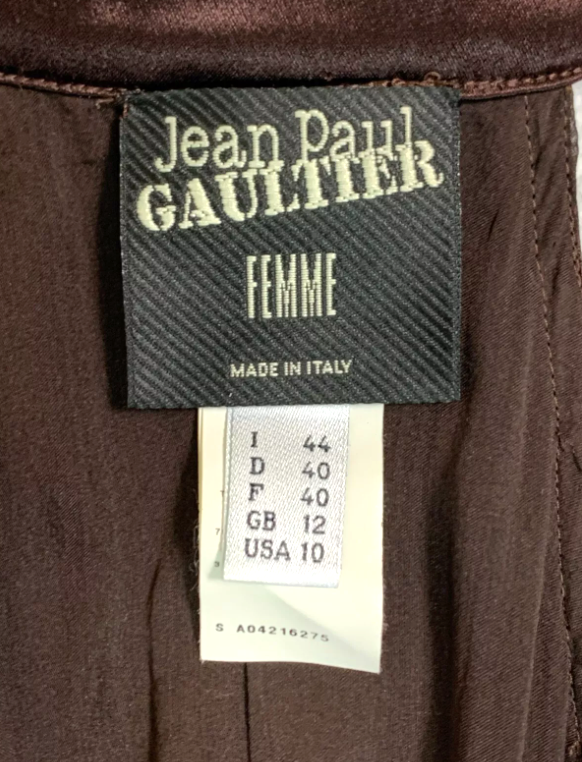 Jean Paul
GAULTIER
FEMME
MADE IN ITALY
I 44
D 40
F 40
GB 12
USA 10
S A04216275